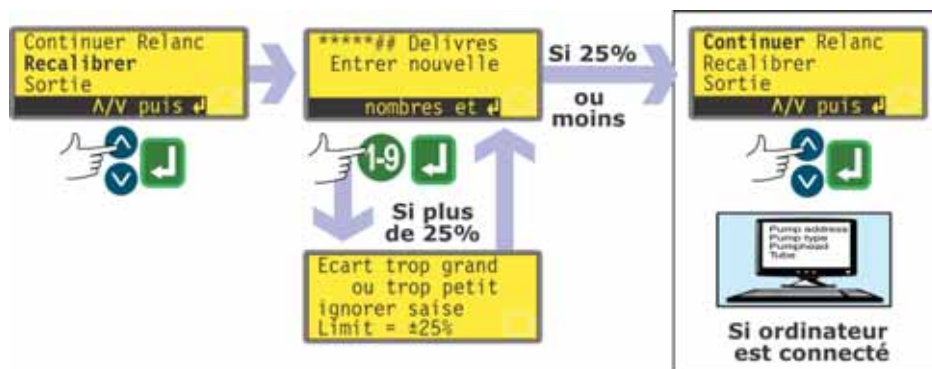 Continuer Relanc
Recalibrer
Sortie
Λ/V puis ↲
*****## Delivres
Entrer nouvelle
nombres et ↲
1-9
Si plus
de 25%
Ecart trop grand
ou trop petit
ignorer saise
Limit = ±25%
Si 25%
ou
moins
Continuer Relanc
Recalibrer
Sortie
Λ/V puis ↲
Pump address
Pump type
Pumphead
Tube
Si ordinateur
est connecté